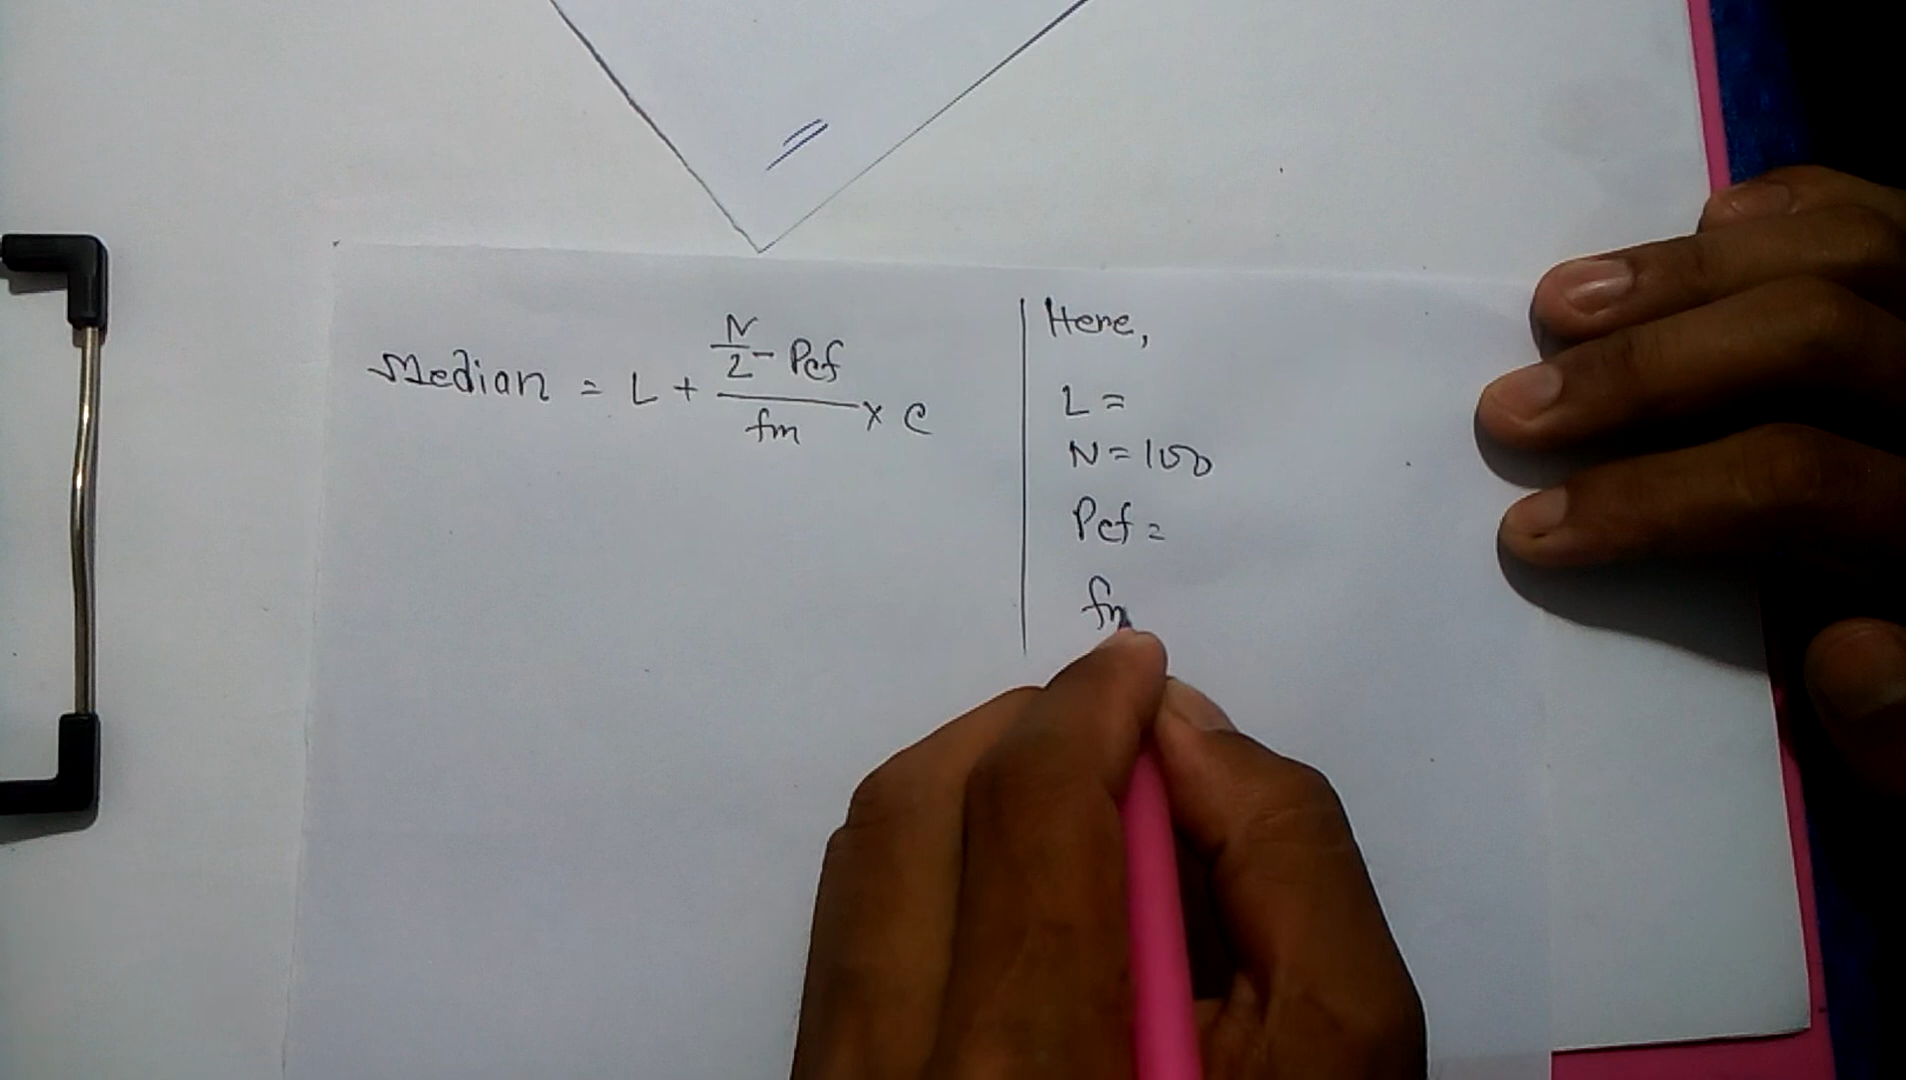 Median = L + (N/2 - Pcf)/fm × C
Here,
L =
N = 100
Pcf =
fm